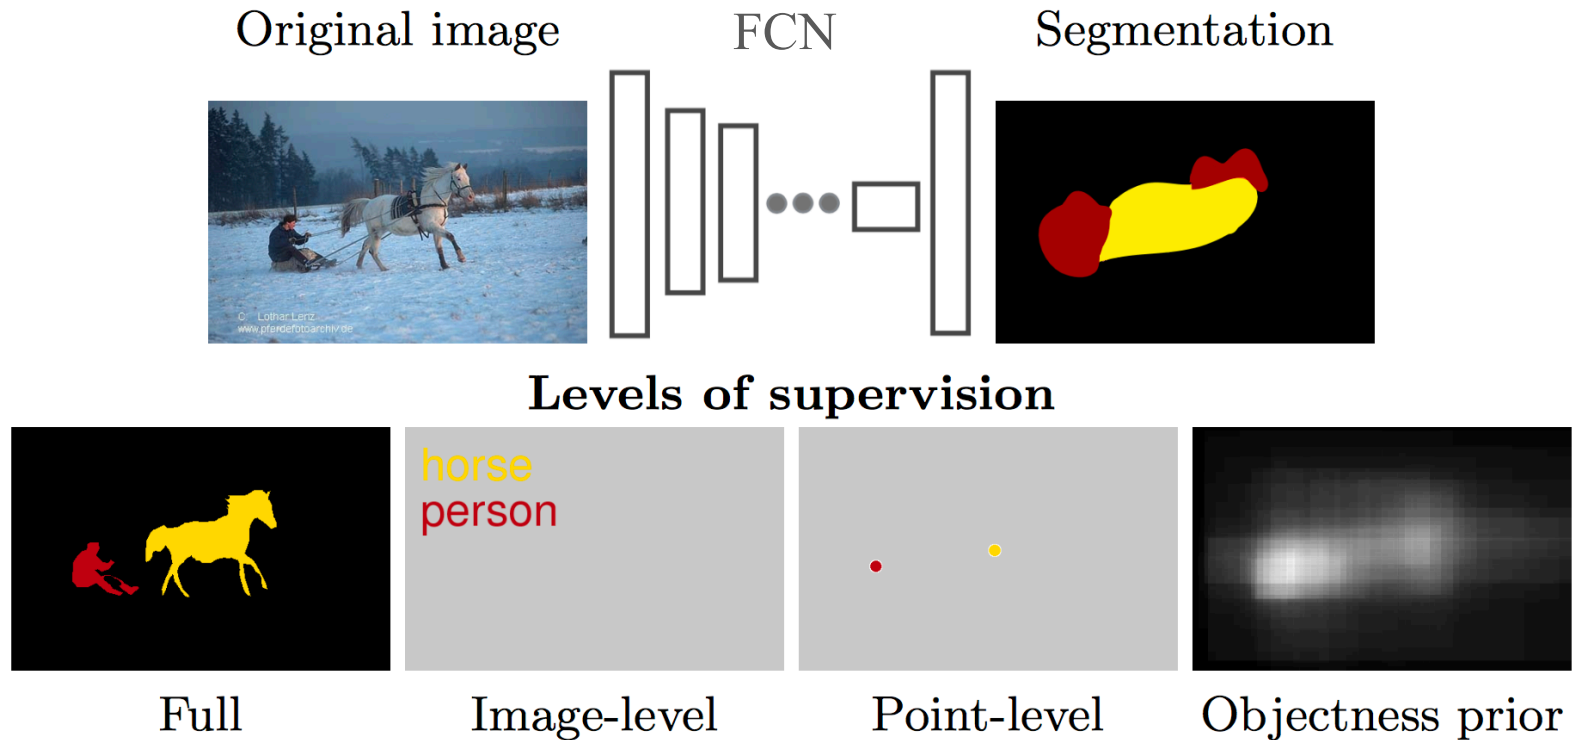 Original image
FCN
Segmentation
C Lothar Lenz
www.pferdefotoarchiv.de
Levels of supervision
horse
person
Full
Image-level
Point-level
Objectness prior